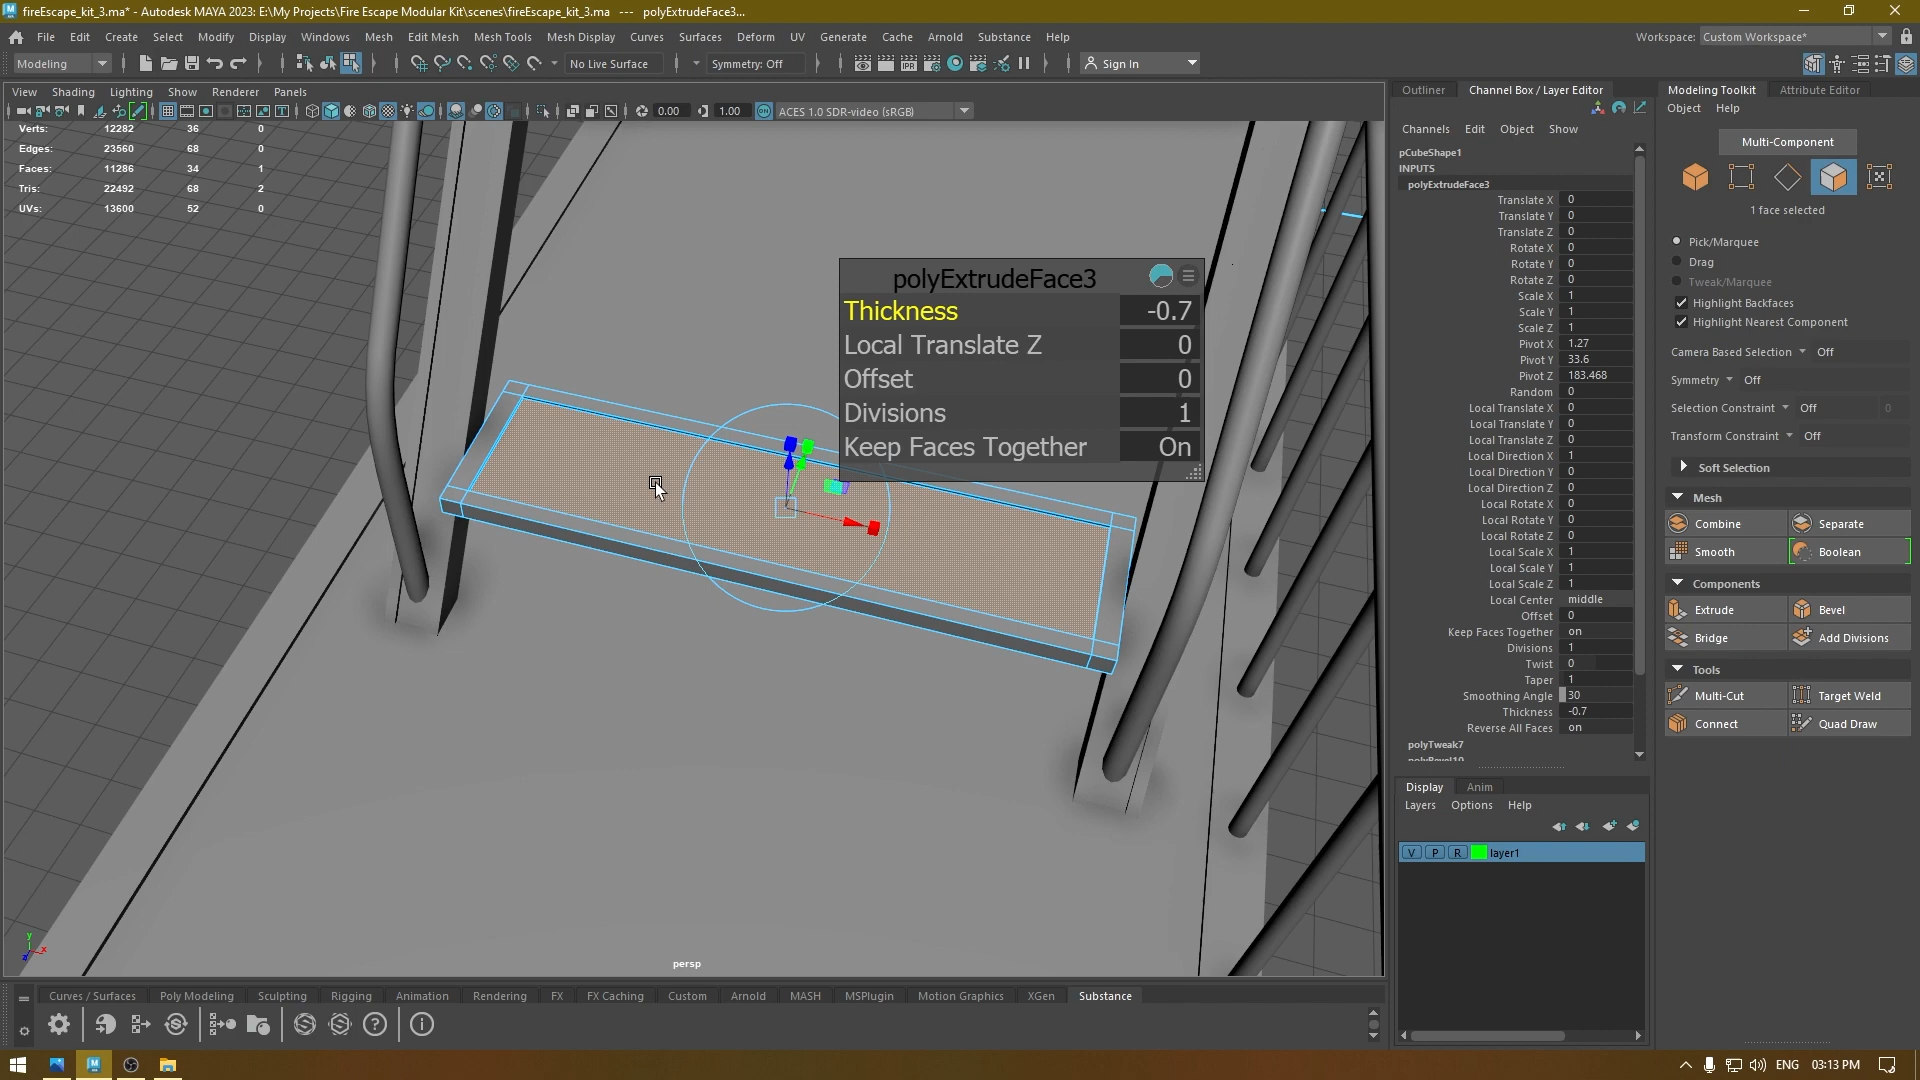 fireEscape_kit_3.ma* - Autodesk MAYA 2023: E:\My Projects\Fire Escape Modular Kit\scenes\fireEscape_kit_3.ma --- polyExtrudeFace3...
File Edit Create Select Modify Display Windows Mesh Edit Mesh Mesh Tools Mesh Display Curves Surfaces Deform UV Generate Cache Arnold Substance Help
Workspace: Custom Workspace*
Modeling
No Live Surface
Symmetry: Off
Sign In
View Shading Lighting Show Renderer Panels
0.00 1.00 ACES 1.0 SDR-video (sRGB)
Verts: 12282 36 0
Edges: 23560 68 0
Faces: 11286 34 1
Tris: 22492 68 2
UVs: 13600 52 0
polyExtrudeFace3
Thickness -0.7
Local Translate Z 0
Offset 0
Divisions 1
Keep Faces Together On
persp
Outliner Channel Box / Layer Editor
Channels Edit Object Show
pCubeShape1
INPUTS
polyExtrudeFace3
Translate X 0
Translate Y 0
Translate Z 0
Rotate X 0
Rotate Y 0
Rotate Z 0
Scale X 1
Scale Y 1
Scale Z 1
Pivot X 1.27
Pivot Y 33.6
Pivot Z 183.468
Random 0
Local Translate X 0
Local Translate Y 0
Local Translate Z 0
Local Direction X 1
Local Direction Y 0
Local Direction Z 0
Local Rotate X 0
Local Rotate Y 0
Local Rotate Z 0
Local Scale X 1
Local Scale Y 1
Local Scale Z 1
Local Center middle
Offset 0
Keep Faces Together on
Divisions 1
Twist 0
Taper 1
Smoothing Angle 30
Thickness -0.7
Reverse All Faces on
polyTweak7
polyBevel10
Display Anim
Layers Options Help
V P R layer1
Modeling Toolkit Attribute Editor
Object Help
Multi-Component
1 face selected
Pick/Marquee
Drag
Tweak/Marquee
Highlight Backfaces
Highlight Nearest Component
Camera Based Selection Off
Symmetry Off
Selection Constraint Off 0
Transform Constraint Off
Soft Selection
Mesh
Combine Separate
Smooth Boolean
Components
Extrude Bevel
Bridge Add Divisions
Tools
Multi-Cut Target Weld
Connect Quad Draw
Curves / Surfaces Poly Modeling Sculpting Rigging Animation Rendering FX FX Caching Custom Arnold MASH MSPlugin Motion Graphics XGen Substance
ENG 03:13 PM